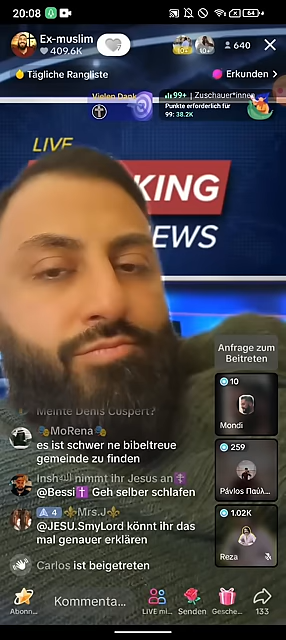 20:08
Ex-muslim
409.6K
10+
10+
640
Tägliche Rangliste
Erkunden >
Vielen Dank
99+ | Zuschauer*innen
Punkte erforderlich für
99: 38.2K
LIVE
KING
NEWS
Anfrage zum
Beitreten
10
Mondi
259
Pávlos Παύλ...
1.02K
Reza
Meinte Denis Cuspert?
🎭MoRena🎭
es ist schwer ne bibeltreue
gemeinde zu finden
nimmt ihr Jesus an✝️
@Bessi✝️ Geh selber schlafen
4 ⚜️Mrs.J⚜️
@JESU.SmyLord könnt ihr das
mal genauer erklären
Carlos ist beigetreten
Abonn...
Kommenta...
LIVE mi...
Senden
Gesche...
133